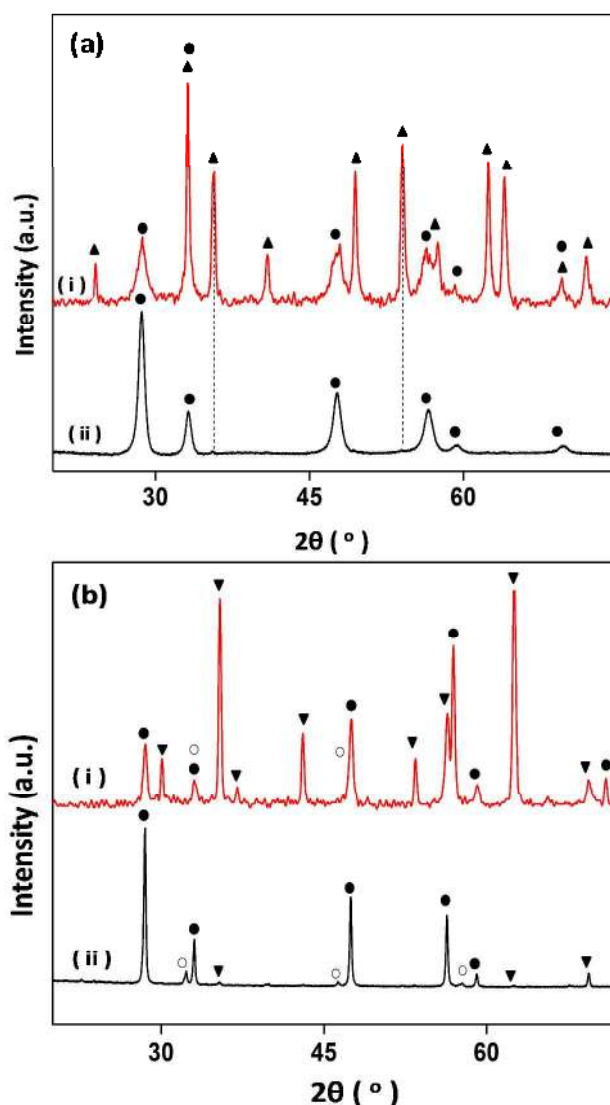 (a)
Intensity (a.u.)
(i)
(ii)
30 45 60
2θ ( º )
(b)
Intensity (a.u.)
(i)
(ii)
30 45 60
2θ ( º )